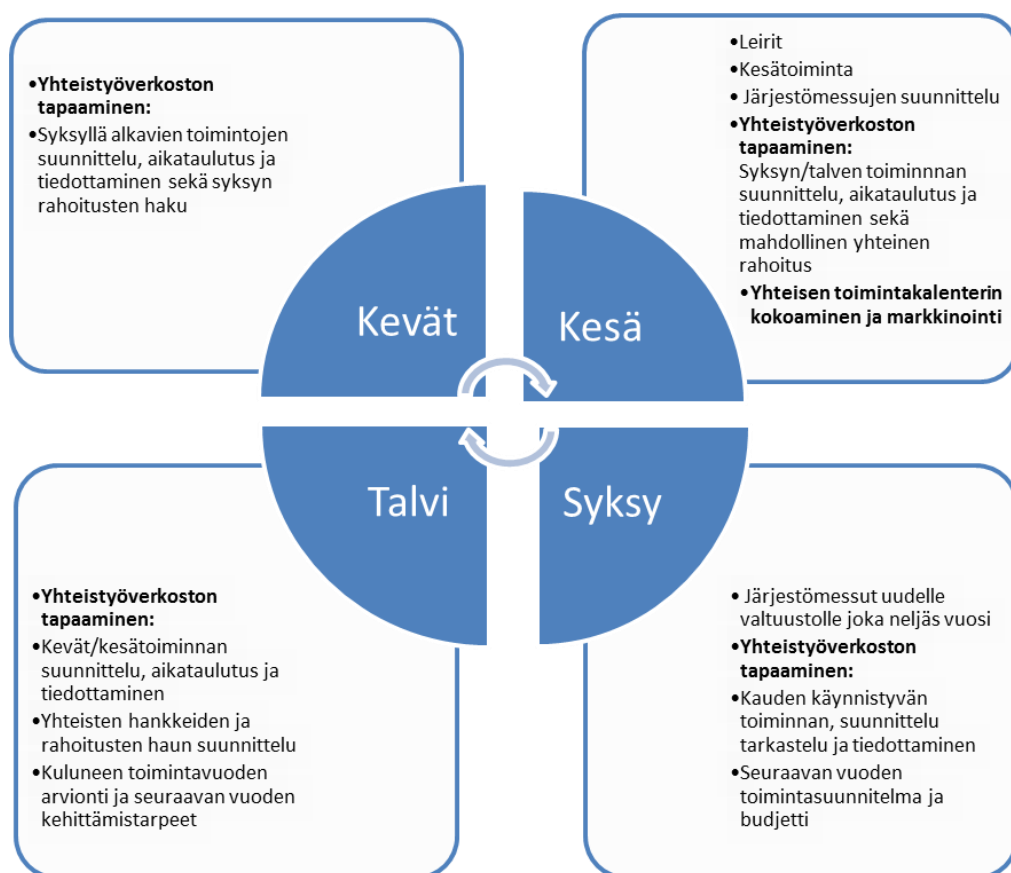 •Yhteistyöverkoston
tapaaminen:
•Syksyllä alkavien toimintojen
suunnittelu, aikataulutus ja
tiedottaminen sekä syksyn
rahoitusten haku
•Leirit
•Kesätoiminta
• Järjestömessujen suunnittelu
•Yhteistyöverkoston
tapaaminen:
Syksyn/talven toiminnnan
suunnittelu, aikataulutus ja
tiedottaminen sekä
mahdollinen yhteinen
rahoitus
•Yhteisen toimintakalenterin
kokoaminen ja markkinointi
Kevät
Kesä
Talvi
Syksy
•Yhteistyöverkoston
tapaaminen:
•Kevät/kesätoiminnan
suunnittelu, aikataulutus ja
tiedottaminen
•Yhteisten hankkeiden ja
rahoitusten haun suunnittelu
•Kuluneen toimintavuoden
arvionti ja seuraavan vuoden
kehittämistarpeet
• Järjestömessut uudelle
valtuustolle joka neljäs vuosi
•Yhteistyöverkoston
tapaaminen:
•Kauden käynnistyvän
toiminnan, suunnittelu
tarkastelu ja tiedottaminen
•Seuraavan vuoden
toimintasuunnitelma ja
budjetti